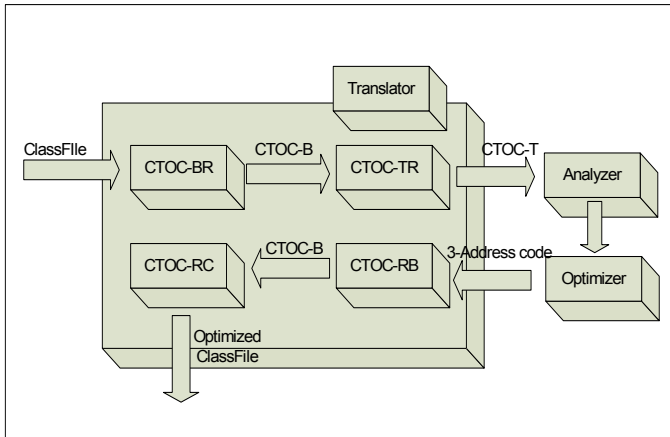 Translator
ClassFIle
CTOC-BR
CTOC-B
CTOC-TR
CTOC-T
Analyzer
CTOC-RC
CTOC-B
CTOC-RB
3-Address code
Optimizer
Optimized
ClassFile